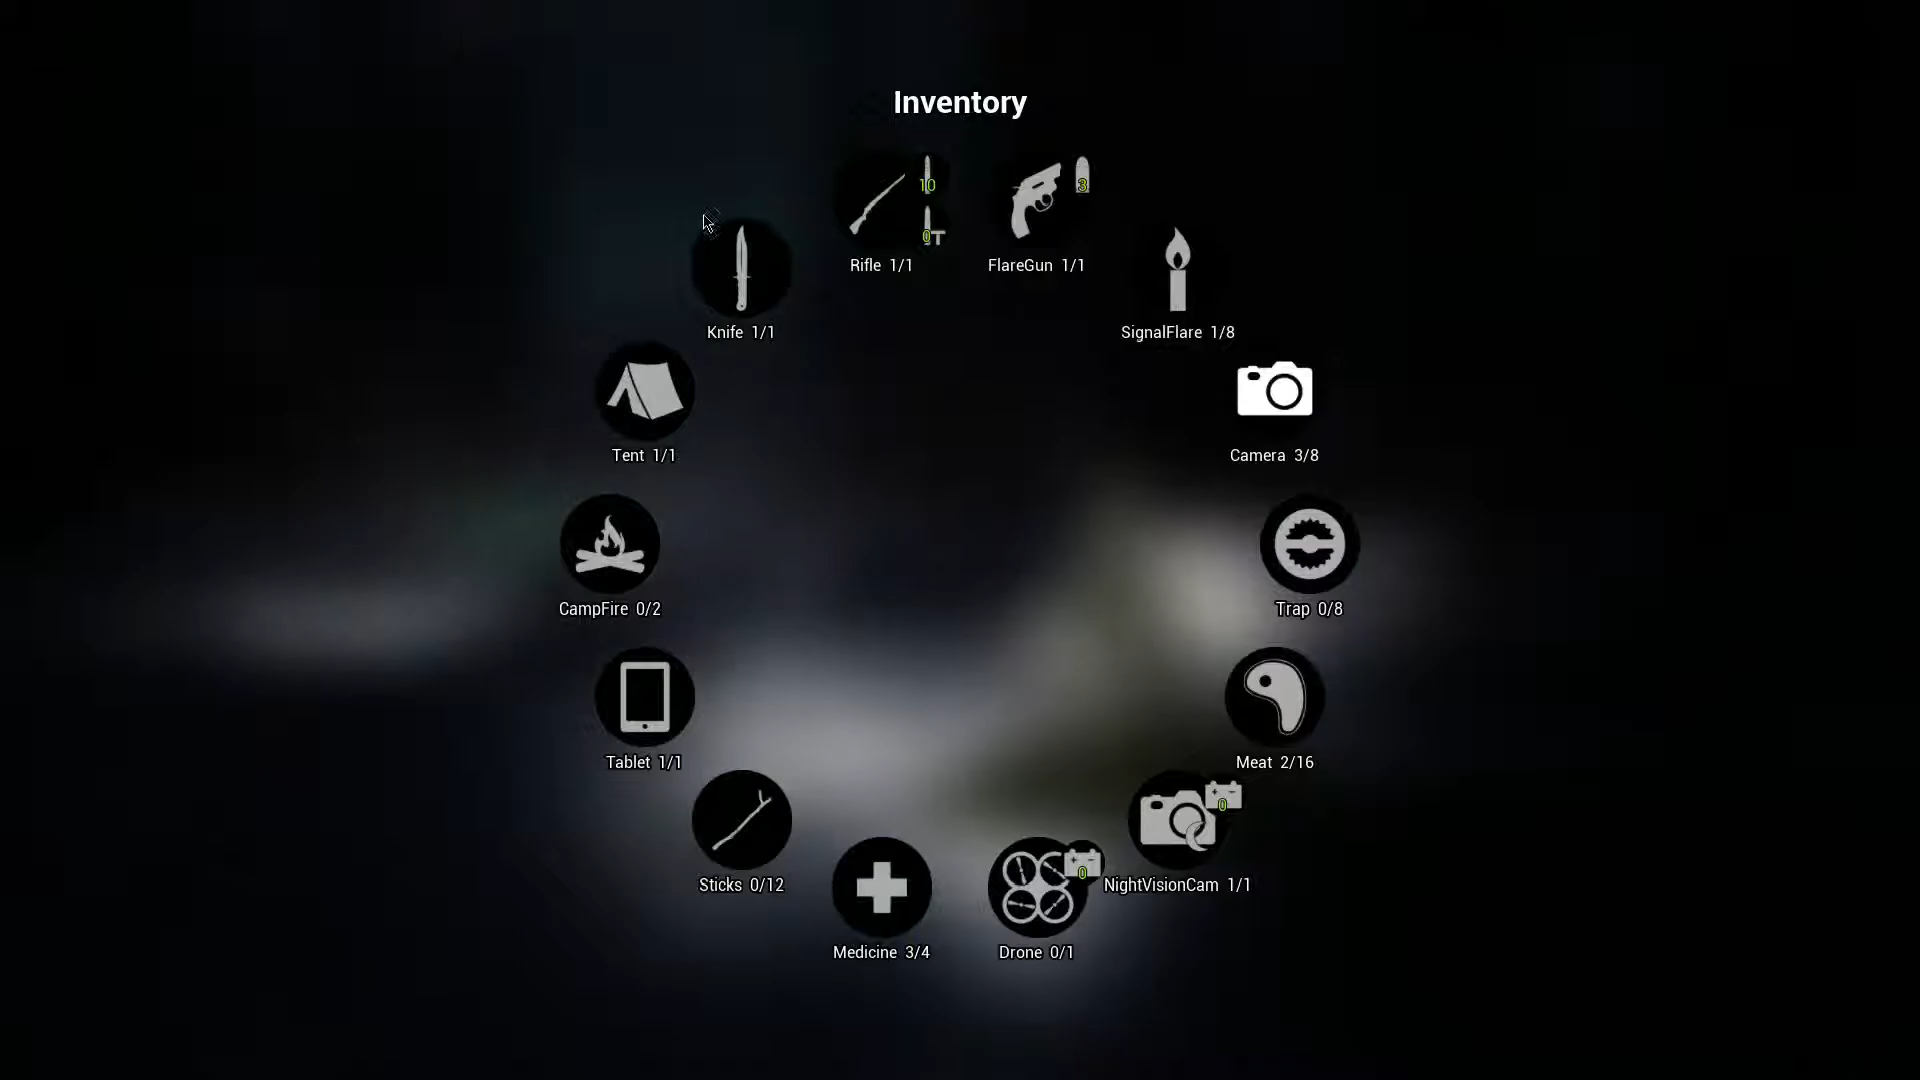 Inventory
10
3
0T
Rifle 1/1
FlareGun 1/1
Knife 1/1
SignalFlare 1/8
Tent 1/1
Camera 3/8
CampFire 0/2
Trap 0/8
Tablet 1/1
Meat 2/16
0
0
Sticks 0/12
NightVisionCam 1/1
Medicine 3/4
Drone 0/1